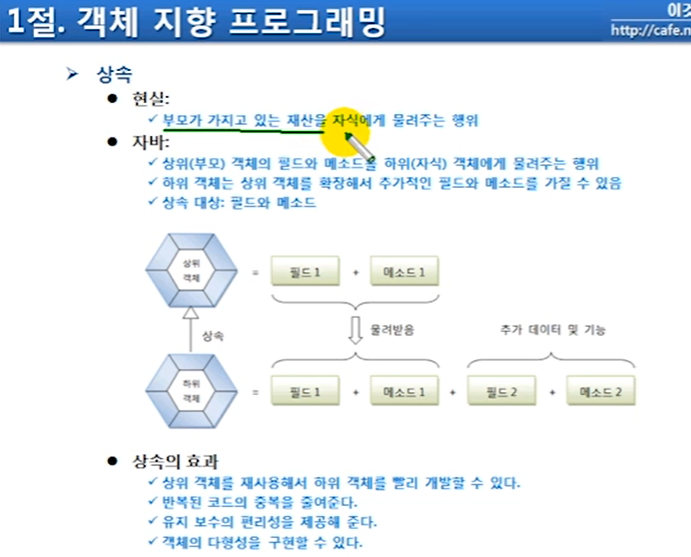 1절. 객체 지향 프로그래밍
이것
http://cafe.n
상속
현실:
부모가 가지고 있는 재산을 자식에게 물려주는 행위
자바:
상위(부모) 객체의 필드와 메소드를 하위(자식) 객체에게 물려주는 행위
하위 객체는 상위 객체를 확장해서 추가적인 필드와 메소드를 가질 수 있음
상속 대상: 필드와 메소드
상위
객체
= 필드1 + 메소드1
상속
물려받음
추가 데이터 및 기능
하위
객체
= 필드1 + 메소드1 + 필드2 + 메소드2
상속의 효과
상위 객체를 재사용해서 하위 객체를 빨리 개발할 수 있다.
반복된 코드의 중복을 줄여준다.
유지 보수의 편리성을 제공해 준다.
객체의 다형성을 구현할 수 있다.